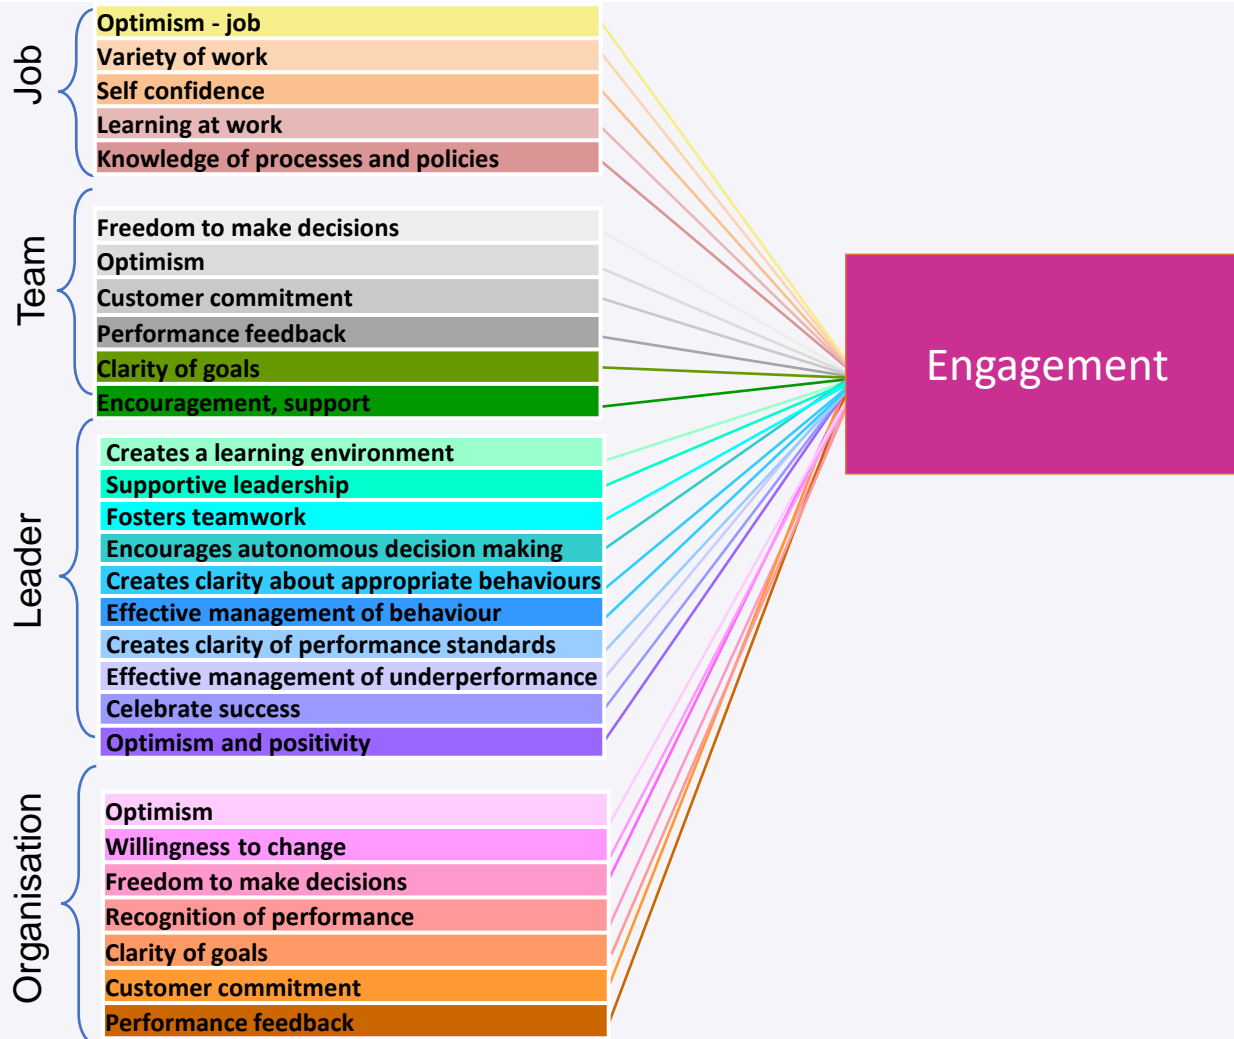 Job
Optimism - job
Variety of work
Self confidence
Learning at work
Knowledge of processes and policies
Team
Freedom to make decisions
Optimism
Customer commitment
Performance feedback
Clarity of goals
Encouragement, support
Leader
Creates a learning environment
Supportive leadership
Fosters teamwork
Encourages autonomous decision making
Creates clarity about appropriate behaviours
Effective management of behaviour
Creates clarity of performance standards
Effective management of underperformance
Celebrate success
Optimism and positivity
Organisation
Optimism
Willingness to change
Freedom to make decisions
Recognition of performance
Clarity of goals
Customer commitment
Performance feedback
Engagement